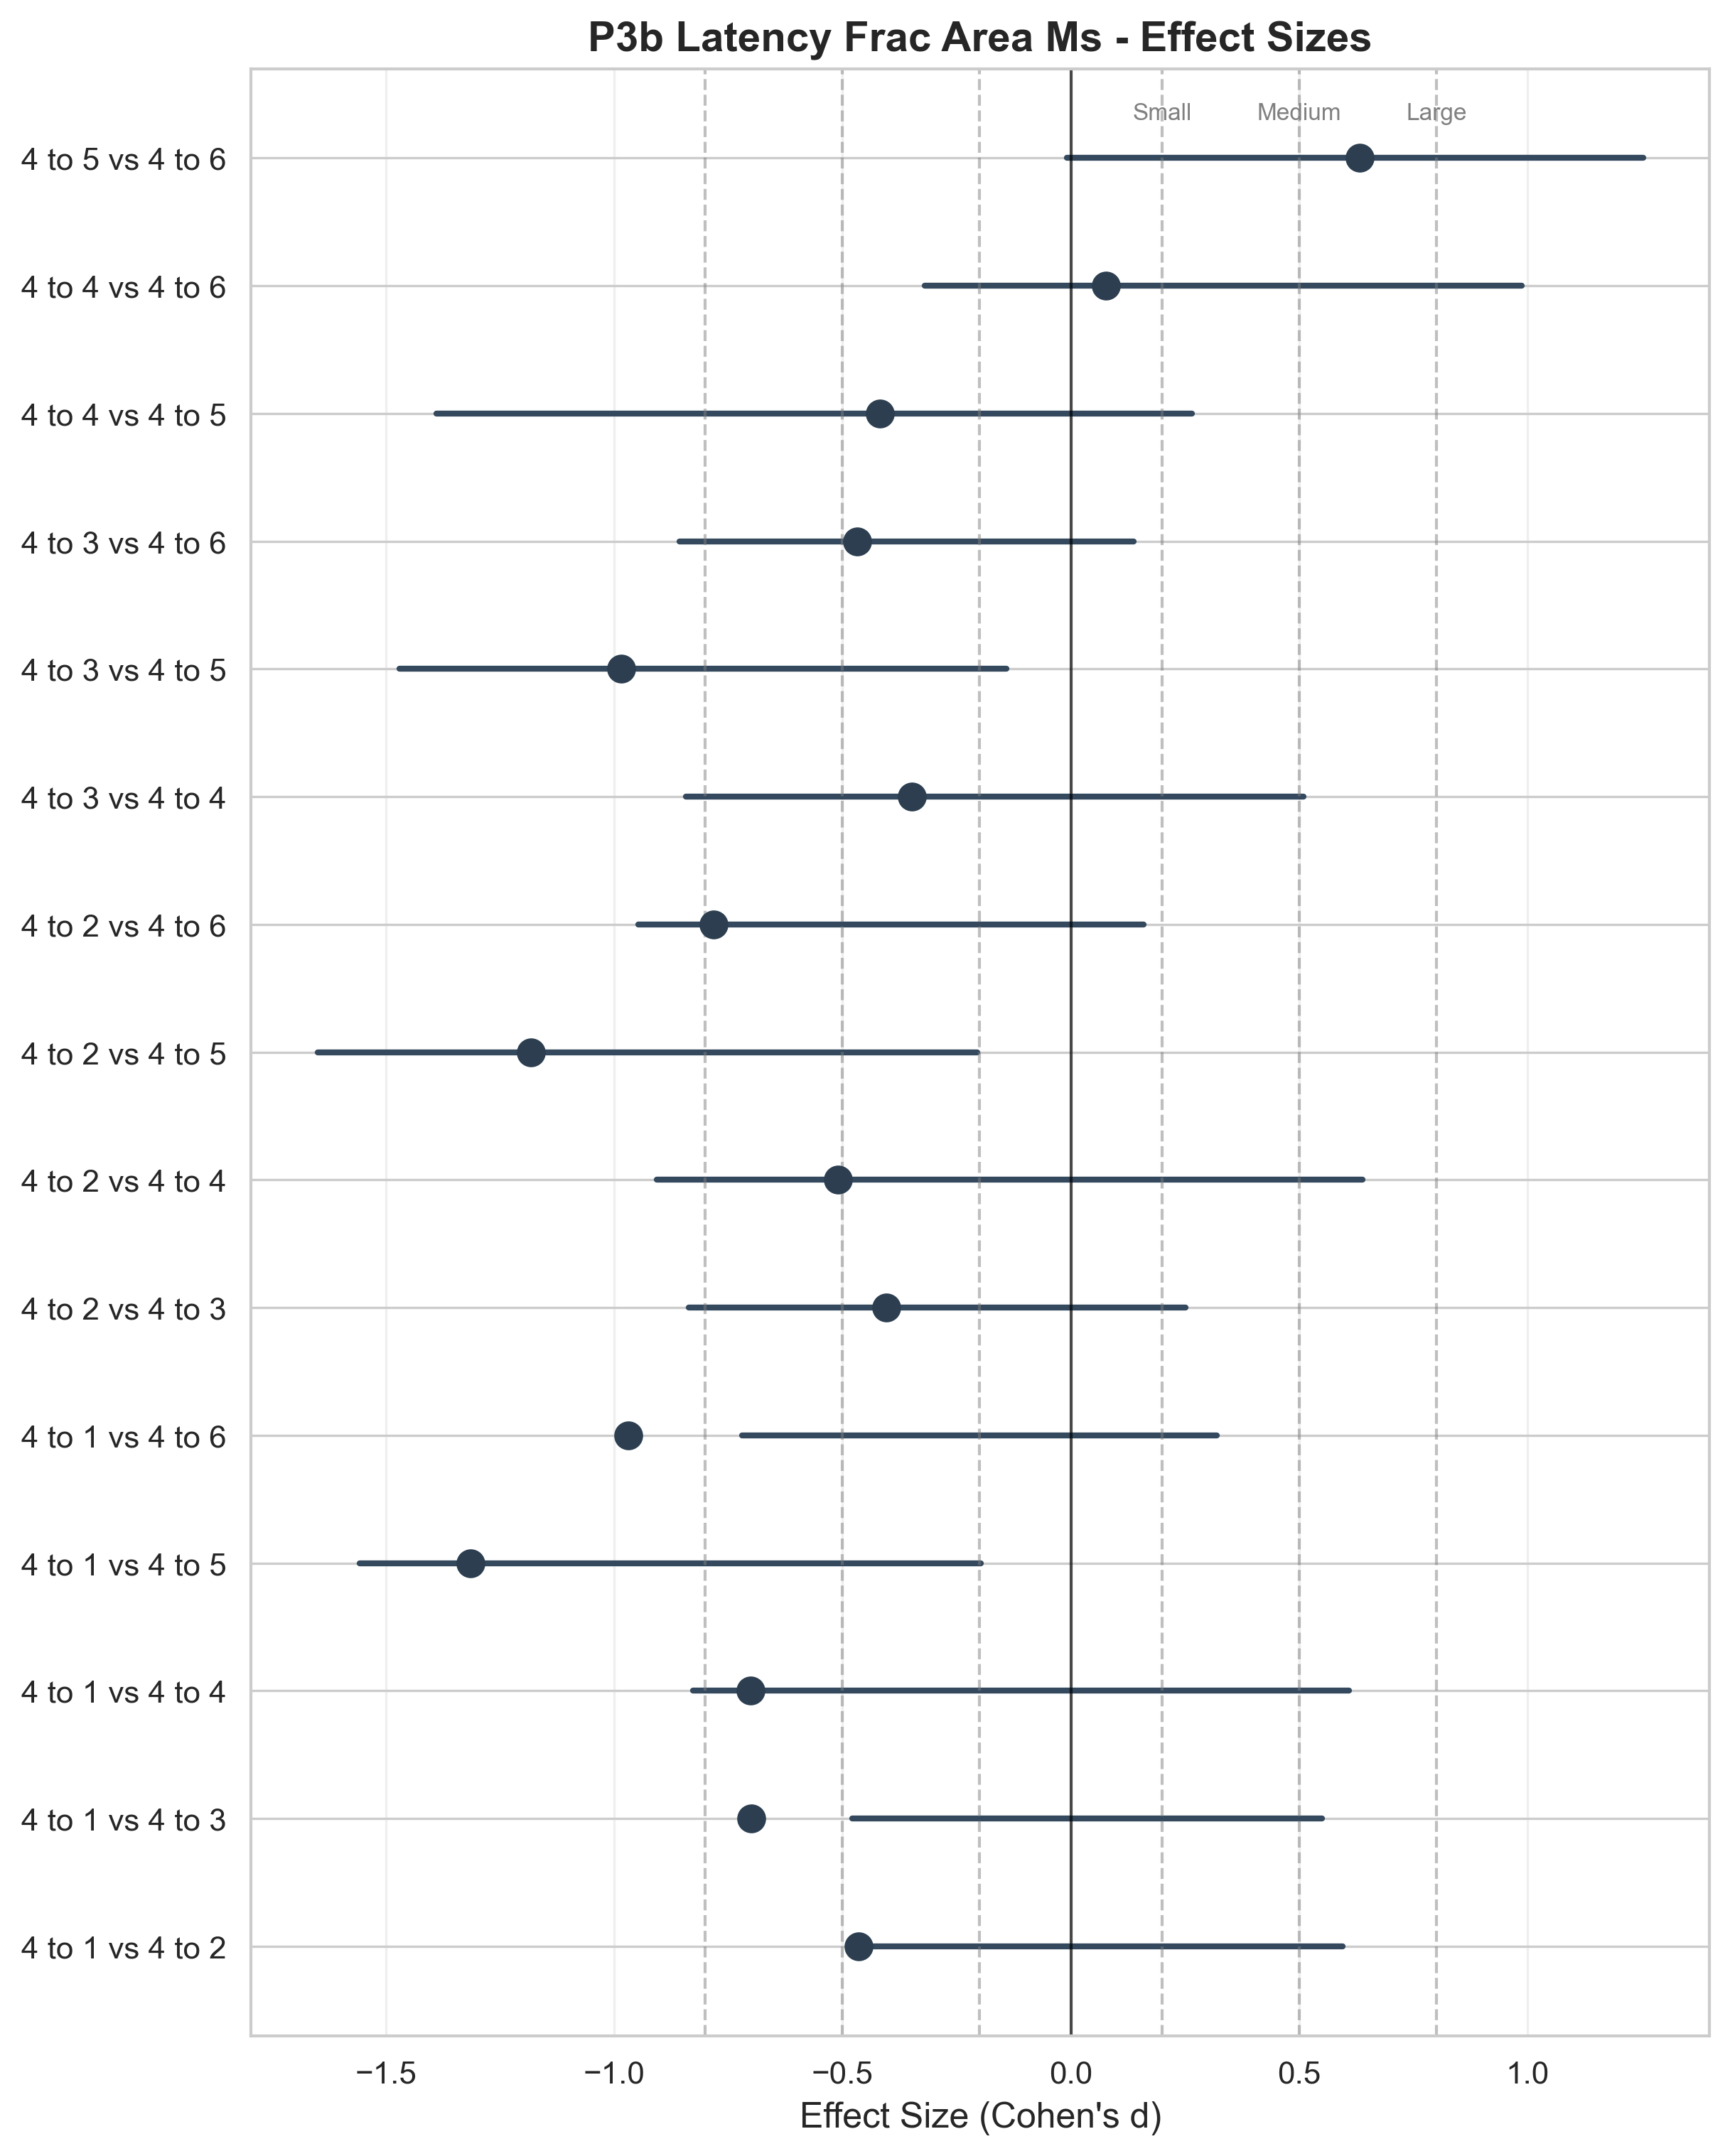 P3b Latency Frac Area Ms - Effect Sizes
Small Medium Large
4 to 5 vs 4 to 6
4 to 4 vs 4 to 6
4 to 4 vs 4 to 5
4 to 3 vs 4 to 6
4 to 3 vs 4 to 5
4 to 3 vs 4 to 4
4 to 2 vs 4 to 6
4 to 2 vs 4 to 5
4 to 2 vs 4 to 4
4 to 2 vs 4 to 3
4 to 1 vs 4 to 6
4 to 1 vs 4 to 5
4 to 1 vs 4 to 4
4 to 1 vs 4 to 3
4 to 1 vs 4 to 2
−1.5 −1.0 −0.5 0.0 0.5 1.0
Effect Size (Cohen's d)